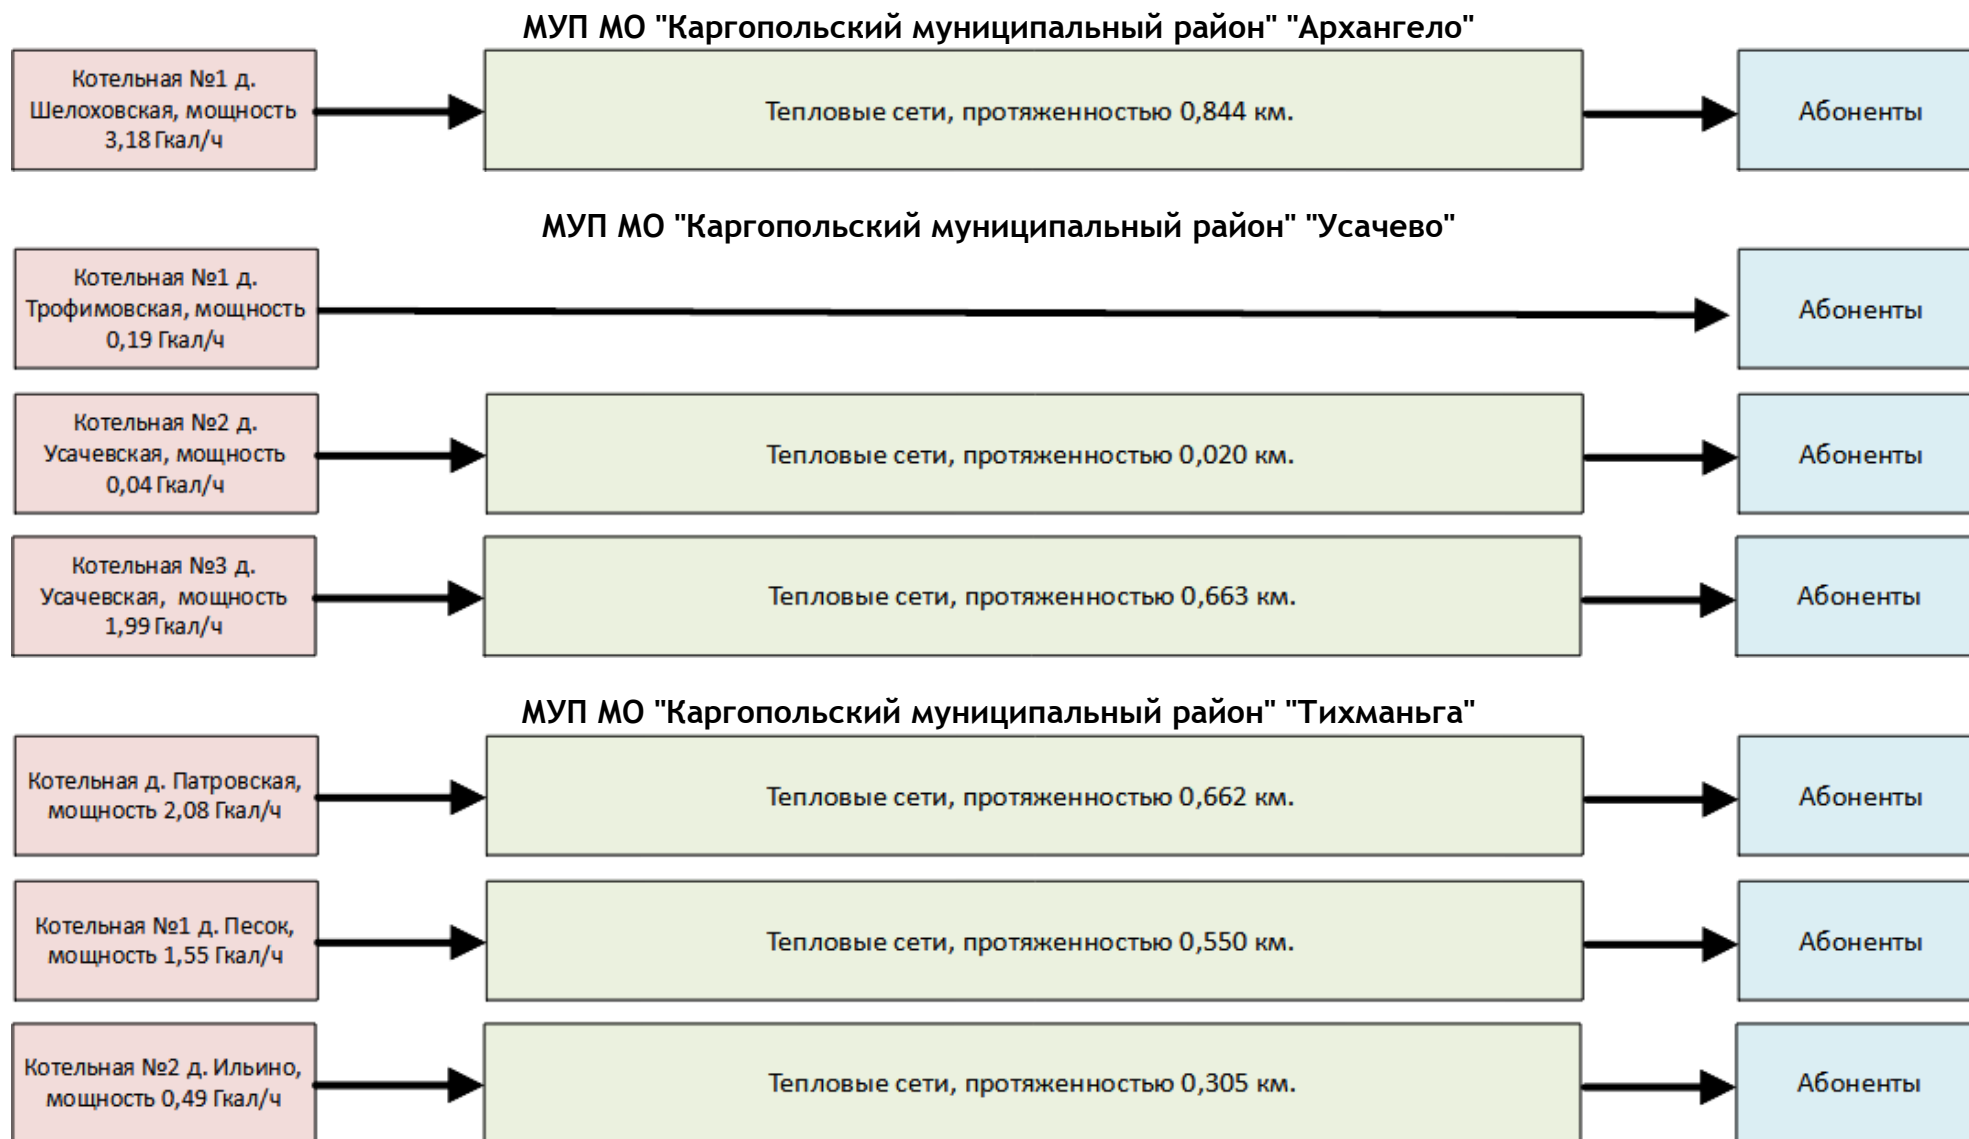 МУП МО "Каргопольский муниципальный район" "Архангело"
Котельная №1 д.
Шелоховская, мощность
3,18 Гкал/ч
Тепловые сети, протяженностью 0,844 км.
Абоненты
МУП МО "Каргопольский муниципальный район" "Усачево"
Котельная №1 д.
Трофимовская, мощность
0,19 Гкал/ч
Абоненты
Котельная №2 д.
Усачевская, мощность
0,04 Гкал/ч
Тепловые сети, протяженностью 0,020 км.
Абоненты
Котельная №3 д.
Усачевская, мощность
1,99 Гкал/ч
Тепловые сети, протяженностью 0,663 км.
Абоненты
МУП МО "Каргопольский муниципальный район" "Тихманьга"
Котельная д. Патровская,
мощность 2,08 Гкал/ч
Тепловые сети, протяженностью 0,662 км.
Абоненты
Котельная №1 д. Песок,
мощность 1,55 Гкал/ч
Тепловые сети, протяженностью 0,550 км.
Абоненты
Котельная №2 д. Ильино,
мощность 0,49 Гкал/ч
Тепловые сети, протяженностью 0,305 км.
Абоненты